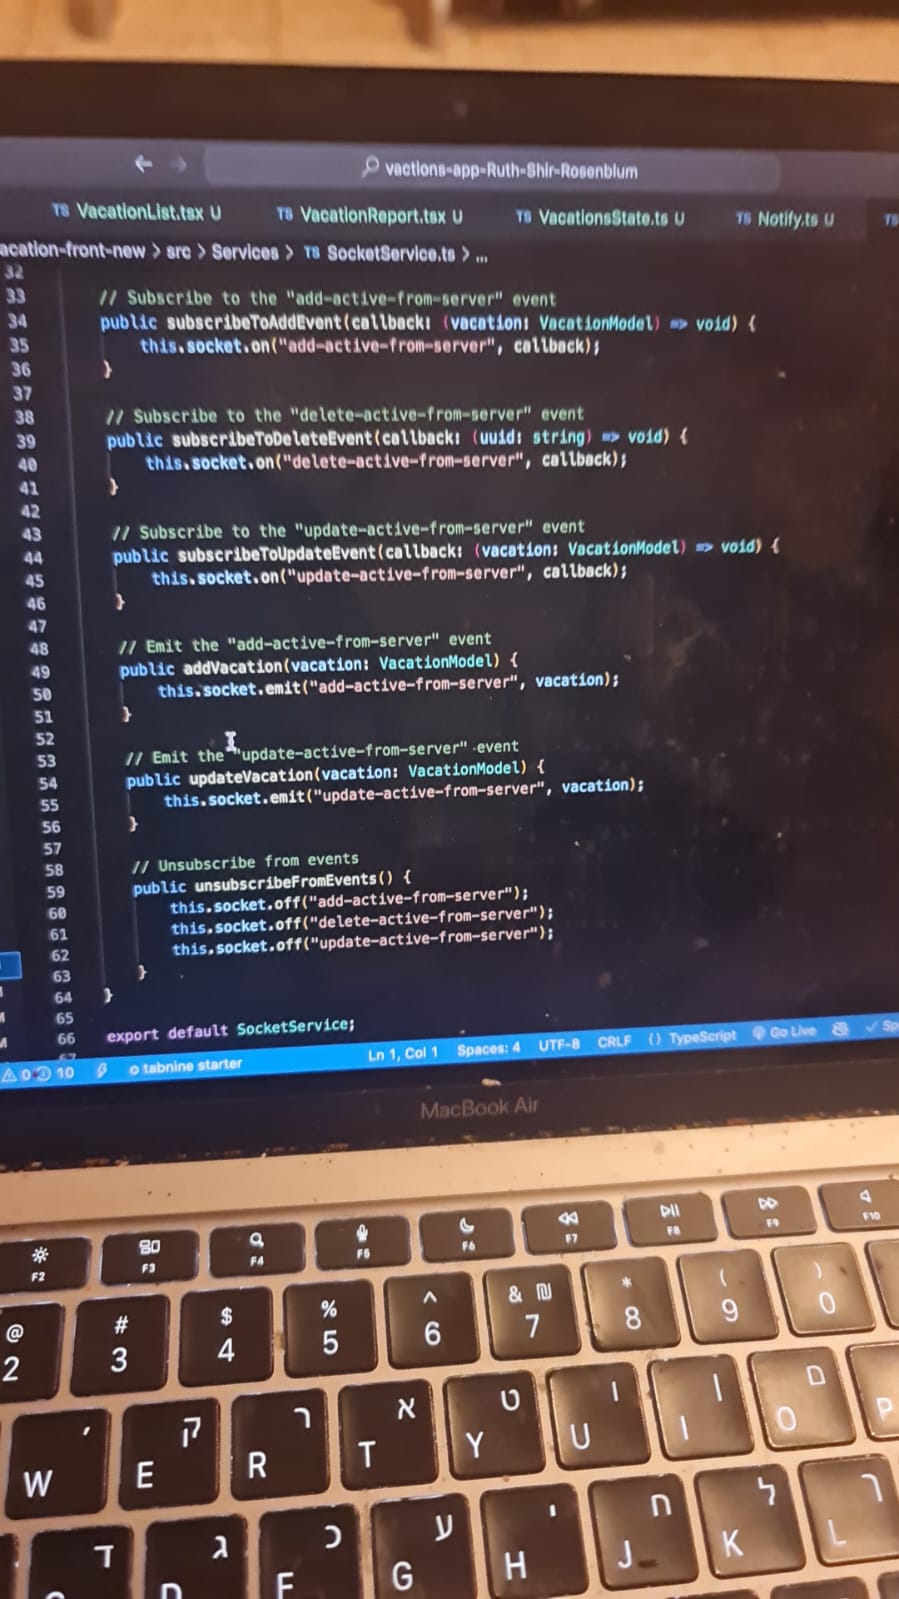 vactions-app-Ruth-Shir-Rosenblum
TS VacationList.tsx U TS VacationReport.tsx U TS VacationsState.ts U TS Notify.ts U TS
acation-front-new > src > Services > TS SocketService.ts > ...
32
33 // Subscribe to the "add-active-from-server" event
34 public subscribeToAddEvent(callback: (vacation: VacationModel) => void) {
35 this.socket.on("add-active-from-server", callback);
36 }
37
38 // Subscribe to the "delete-active-from-server" event
39 public subscribeToDeleteEvent(callback: (uuid: string) => void) {
40 this.socket.on("delete-active-from-server", callback);
41 }
42
43 // Subscribe to the "update-active-from-server" event
44 public subscribeToUpdateEvent(callback: (vacation: VacationModel) => void) {
45 this.socket.on("update-active-from-server", callback);
46 }
47
48 // Emit the "add-active-from-server" event
49 public addVacation(vacation: VacationModel) {
50 this.socket.emit("add-active-from-server", vacation);
51 }
52
53 // Emit the "update-active-from-server" event
54 public updateVacation(vacation: VacationModel) {
55 this.socket.emit("update-active-from-server", vacation);
56 }
57
58 // Unsubscribe from events
59 public unsubscribeFromEvents() {
60 this.socket.off("add-active-from-server");
61 this.socket.off("delete-active-from-server");
62 this.socket.off("update-active-from-server");
63 }
64 }
65
66 export default SocketService;
67
0 10 tabnine starter Ln 1, Col 1 Spaces: 4 UTF-8 CRLF {} TypeScript Go Live
MacBook Air
F2 F3 F4 F5 F6 F7 F8 F9 F10
@ # $ % ^ & ₪ * ( )
2 3 4 5 6 7 8 9 0
׳ ק ר א ט ו ן ם
W E R T Y U I O P
ד ג כ ע י ח ל ך
D F G H J K L